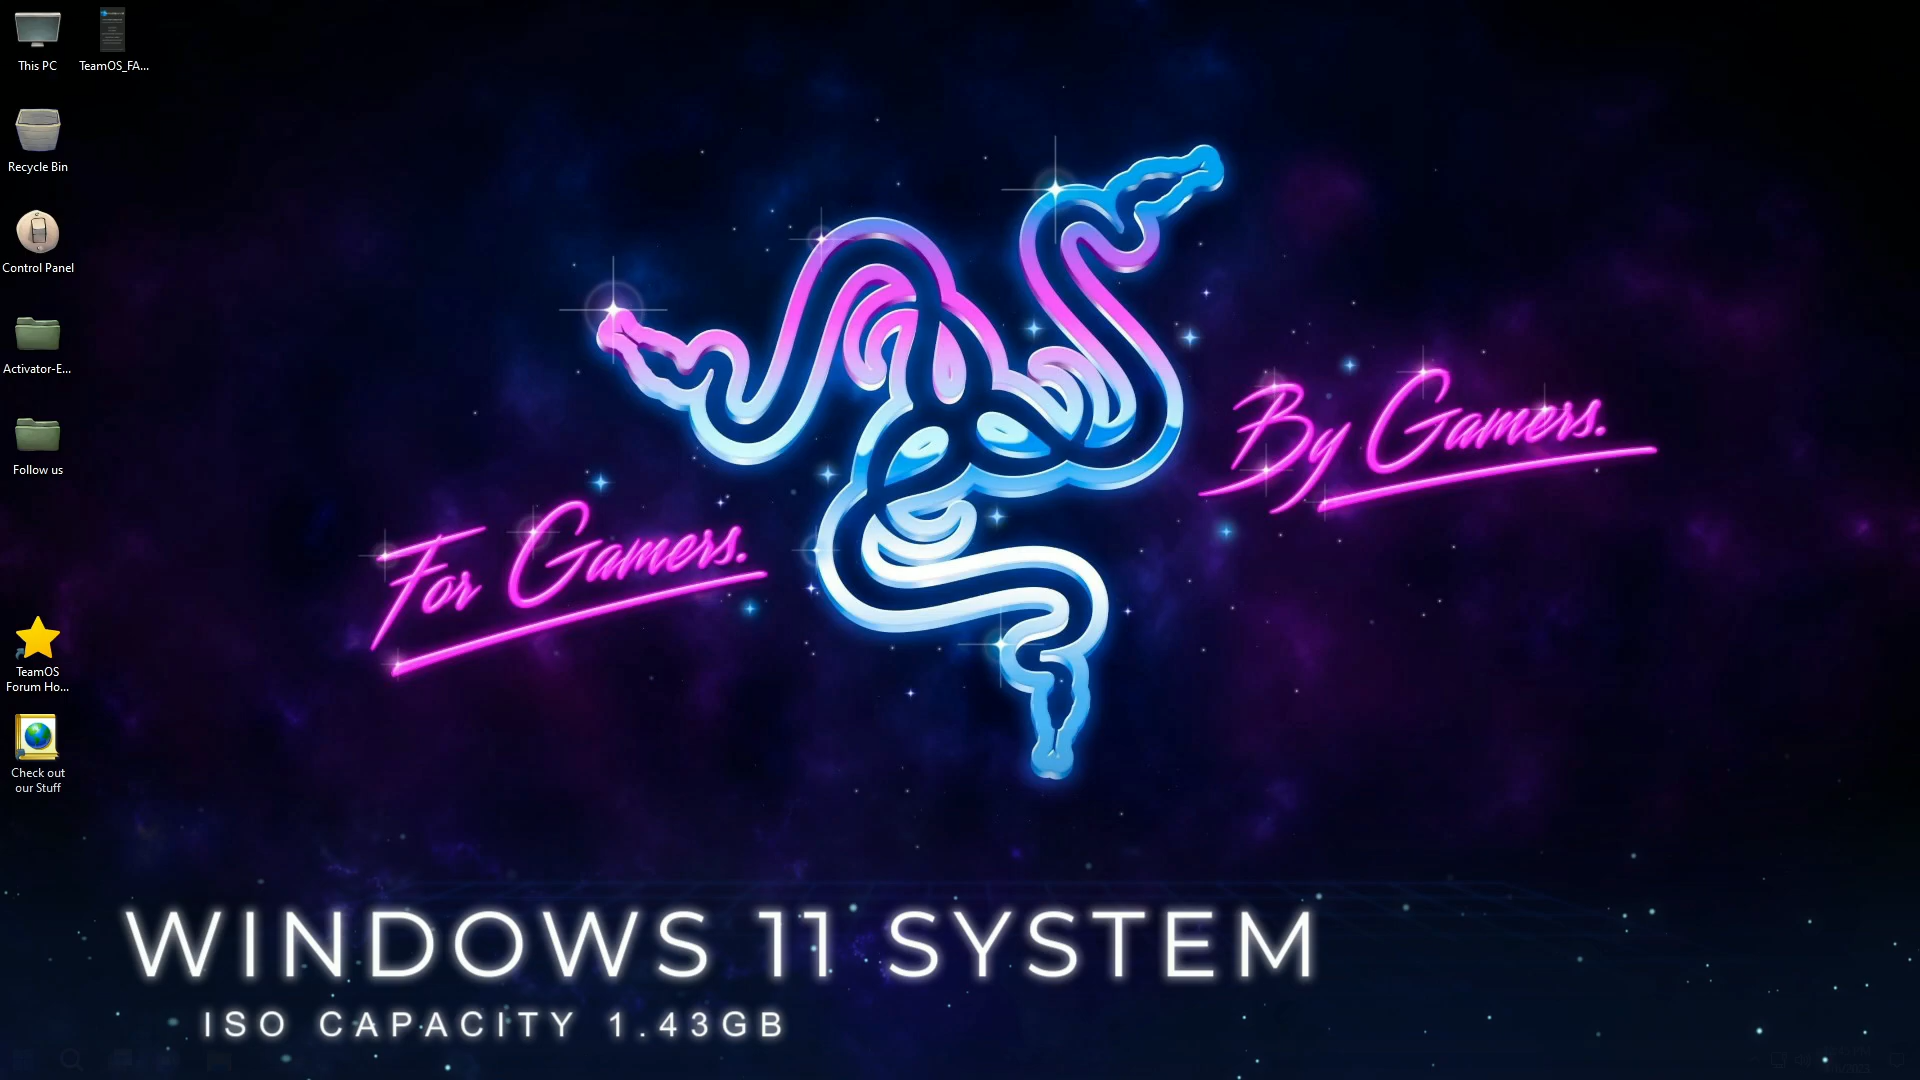 This PC
TeamOS_FA...
Recycle Bin
Control Panel
Activator-E...
Follow us
TeamOS
Forum Ho...
Check out
our Stuff
For Gamers.
By Gamers.
WINDOWS 11 SYSTEM
ISO CAPACITY 1.43GB